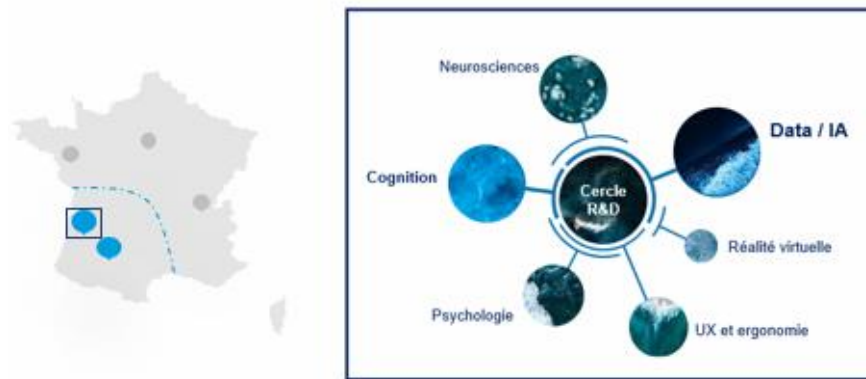 Neurosciences
Data / IA
Cognition
Cercle
R&D
Réalité virtuelle
Psychologie
UX et ergonomie